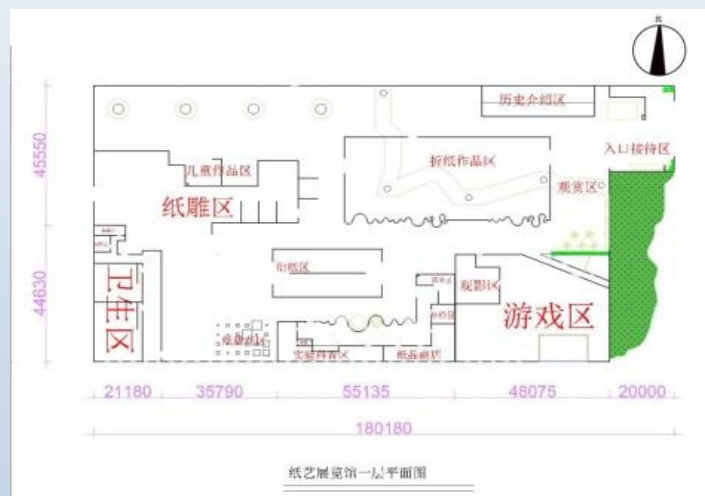 北
历史介绍区
入口接待区
折纸作品区
儿童作品区
观赏区
纸雕区
45550
剪纸区
观影区
卫生区
游戏区
44630
纸品商店
21180
35790
55135
48075
20000
180180
纸艺展览馆一层平面图